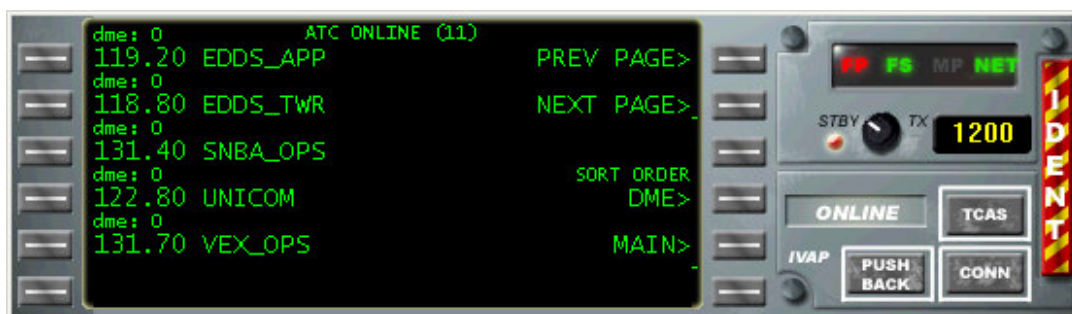 dme: 0 ATC ONLINE (11)
119.20 EDDS_APP PREV PAGE>
dme: 0
118.80 EDDS_TWR NEXT PAGE>
dme: 0
131.40 SNBA_OPS
dme: 0 SORT ORDER
122.80 UNICOM DME>
dme: 0
131.70 VEX_OPS MAIN>
FP FS MP NET
STBY TX 1200
IDENT
ONLINE TCAS
IVAP PUSH BACK CONN